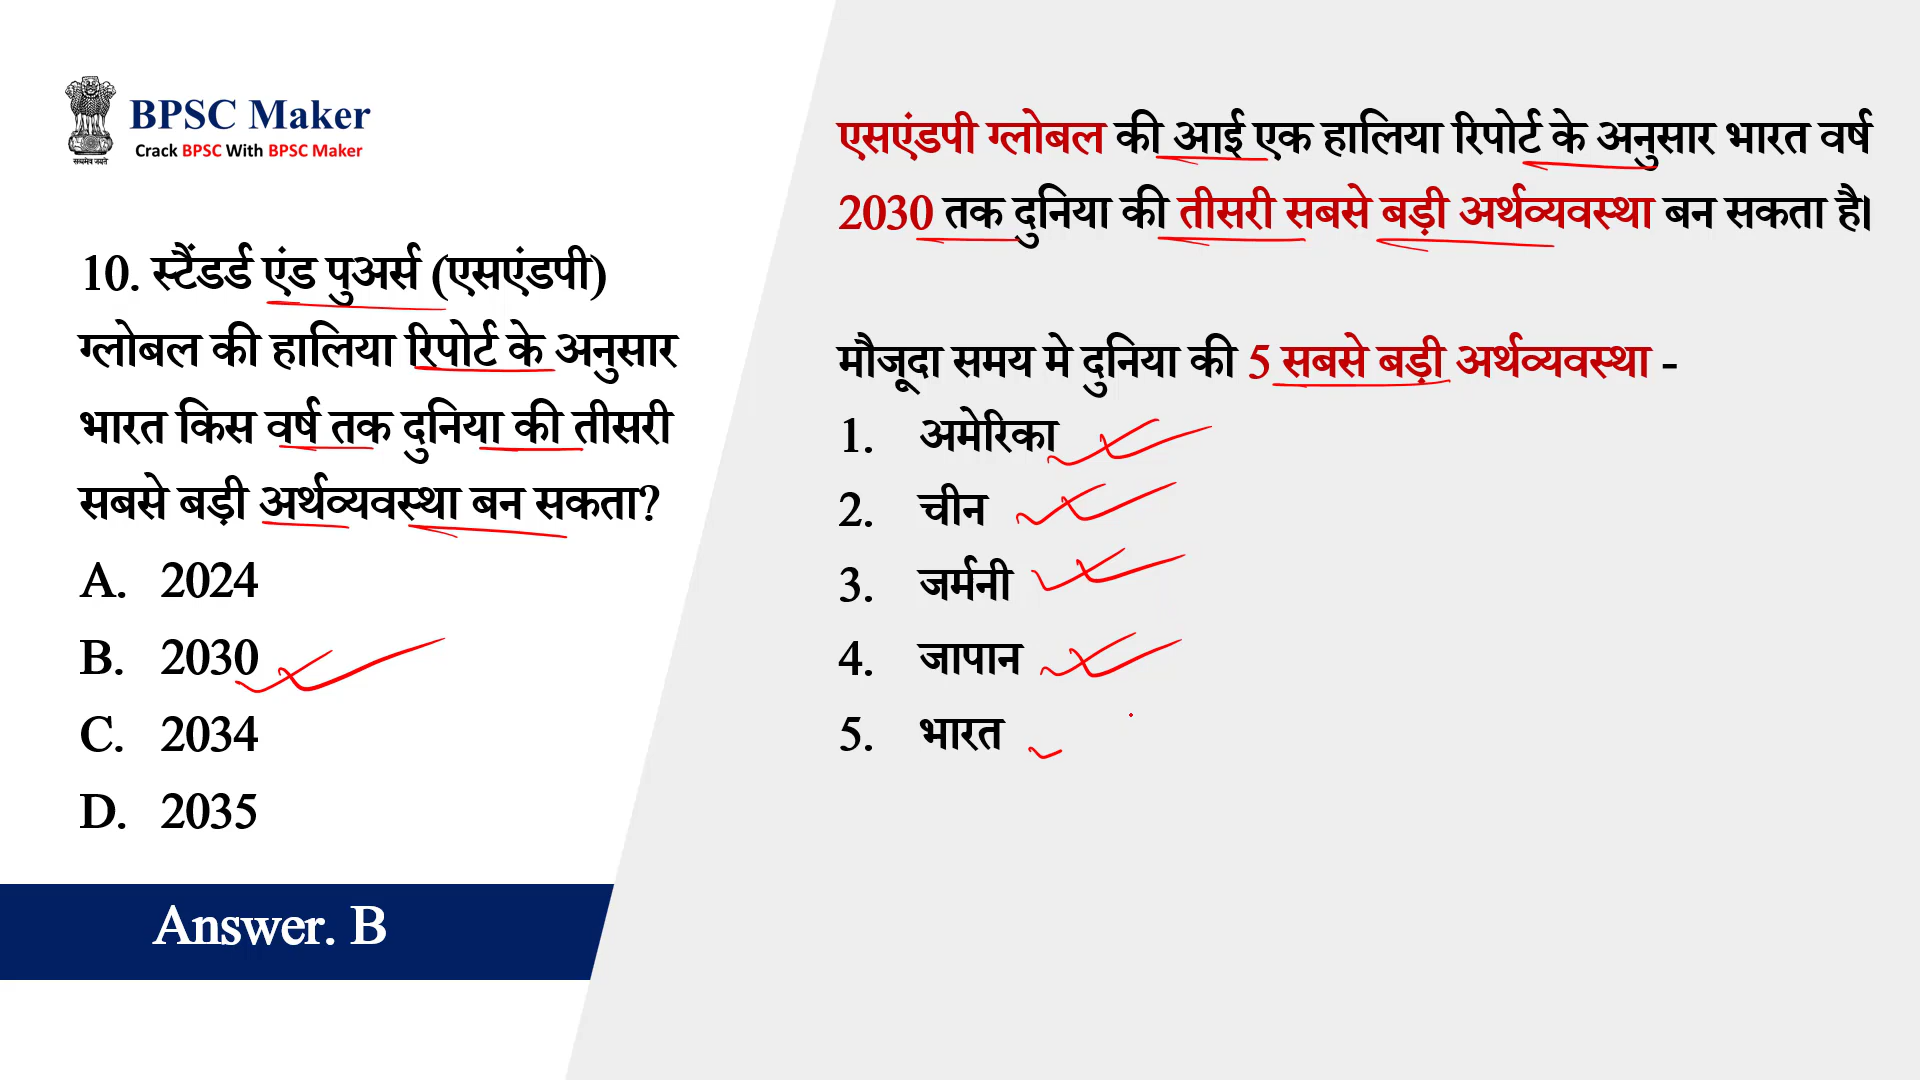 सत्यमेव जयते
BPSC Maker
Crack BPSC With BPSC Maker
10. स्टैंडर्ड एंड पुअर्स (एसएंडपी)
ग्लोबल की हालिया रिपोर्ट के अनुसार
भारत किस वर्ष तक दुनिया की तीसरी
सबसे बड़ी अर्थव्यवस्था बन सकता?
A. 2024
B. 2030
C. 2034
D. 2035
Answer. B
एसएंडपी ग्लोबल की आई एक हालिया रिपोर्ट के अनुसार भारत वर्ष
2030 तक दुनिया की तीसरी सबसे बड़ी अर्थव्यवस्था बन सकता है।
मौजूदा समय मे दुनिया की 5 सबसे बड़ी अर्थव्यवस्था -
1. अमेरिका
2. चीन
3. जर्मनी
4. जापान
5. भारत